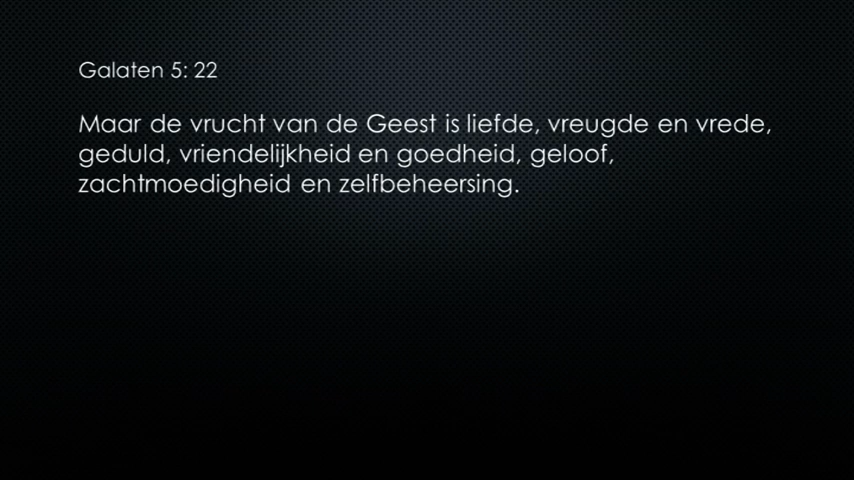 Galaten 5: 22
Maar de vrucht van de Geest is liefde, vreugde en vrede,
geduld, vriendelijkheid en goedheid, geloof,
zachtmoedigheid en zelfbeheersing.